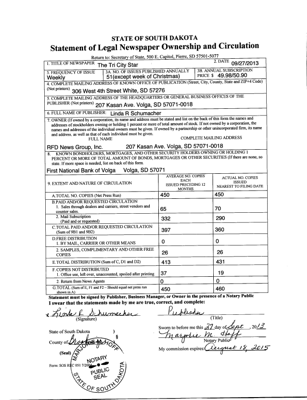 STATE OF SOUTH DAKOTA
Statement of Legal Newspaper Ownership and Circulation
Return to: Secretary of State, 500 E. Capitol, Pierre, SD 57501-5077
1. TITLE OF NEWSPAPER The Tri City Star
2. DATE 09/27/2013
3. FREQUENCY OF ISSUE Weekly
3A. NO. OF ISSUES PUBLISHED ANNUALLY 51(except week of Christmas)
3B. ANNUAL SUBSCRIPTION PRICE $ 49.98/50.90
4. COMPLETE MAILING ADDRESS OF KNOWN OFFICE OF PUBLICATION (Street, City, County, State and ZIP+4 Code)
(Not printers) 306 West 4th Street White, SD 57276
5. COMPLETE MAILING ADDRESS OF THE HEADQUARTERS OR GENERAL BUSINESS OFFICES OF THE
PUBLISHER (Not printers) 207 Kasan Ave. Volga, SD 57071-0018
6. FULL NAME OF PUBLISHER Linda R Schumacher
7. OWNER (If owned by a corporation, its name and address must be stated and list on the back of this form the names and
addresses of stockholders owning or holding 1 percent or more of total amount of stock. If not owned by a corporation, the
names and addresses of the individual owners must be given. If owned by a partnership or other unincorporated firm, its name
and address, as well as that of each individual must be given.
FULL NAME COMPLETE MAILING ADDRESS
RFD News Group, Inc. 207 Kasan Ave. Volga, SD 57071-0018
8. KNOWN BONDHOLDERS, MORTGAGES, AND OTHER SECURITY HOLDERS OWNING OR HOLDING 1
PERCENT OR MORE OF TOTAL AMOUNT OF BONDS, MORTGAGES OR OTHER SECURITIES (If there are none, so
state. If more space is needed, list on back of this form.
First National Bank of Volga Volga, SD 57071
9. EXTENT AND NATURE OF CIRCULATION
AVERAGE NO. COPIES EACH ISSUED PRECEDING 12 MONTHS
ACTUAL NO. COPIES ISSUED NEAREST TO FILING DATE
A. TOTAL NO. COPIES (Net Press Run) 450 450
B. PAID AND/OR REQUESTED CIRCULATION
1. Sales through dealers and carriers, street vendors and
counter sales 65 70
2. Mail Subscription
(Paid and or requested) 332 290
C. TOTAL PAID AND/OR REQUESTED CIRCULATION
(Sum of 9B1 and 9B2) 397 360
D. FREE DISTRIBUTION
1. BY MAIL, CARRIER OR OTHER MEANS 0 0
2. SAMPLES, COMPLIMENTARY AND OTHER FREE
COPIES 26 26
E. TOTAL DISTRIBUTION (Sum of C, D1 and D2) 413 431
F. COPIES NOT DISTRIBUTED
1. Office use, left over, unaccounted, spoiled after printing 37 19
2. Return from News Agents 0 0
G. TOTAL (Sum of E, F1 and F2 - Should equal net press run
shown in A) 450 460
Statement must be signed by Publisher, Business Manager, or Owner in the presence of a Notary Public
I swear that the statements made by me are true, correct, and complete:
Linda R Schumacher Publisher
(Signature) (Title)
State of South Dakota )
Sworn to before me this 27 day of Sept, 2013
County of
Marjorie M. Hoff
Notary Public
(Seal)
My commission expires: August 18, 2015
NOTARY
PUBLIC
SEAL
STATE OF SOUTH DAKOTA